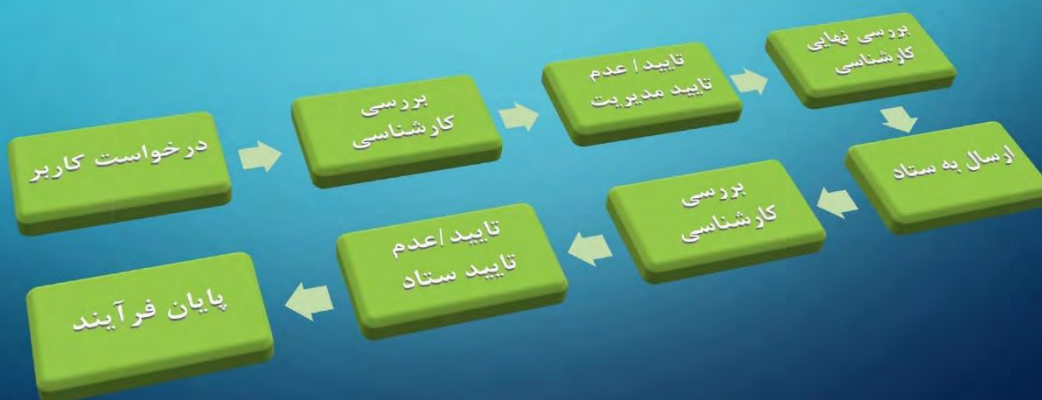 درخواست کاربر
بررسی
کارشناسی
تایید/ عدم
تایید مدیریت
بررسی نهایی
کارشناسی
ارسال به ستاد
بررسی
کارشناسی
تایید/عدم
تایید ستاد
پایان فرآیند